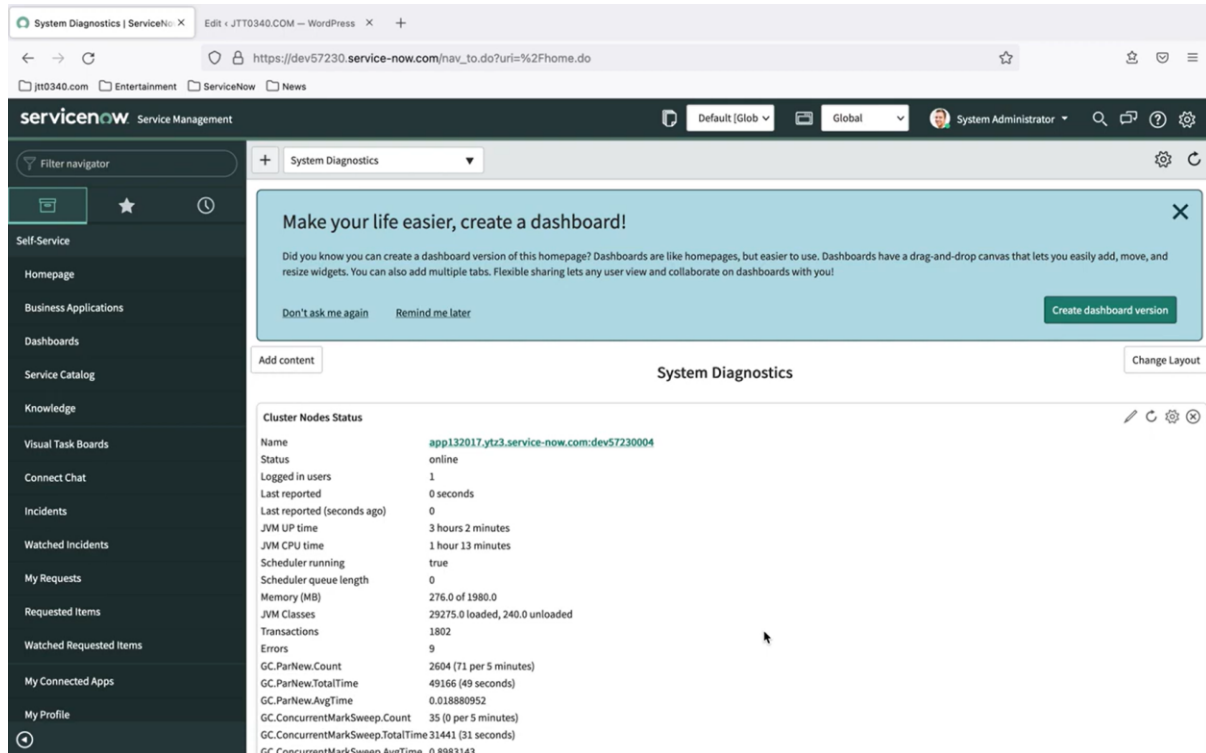 System Diagnostics | ServiceNo
Edit ‹ JTT0340.COM — WordPress
https://dev57230.service-now.com/nav_to.do?uri=%2Fhome.do
jtt0340.com Entertainment ServiceNow News
servicenow Service Management
Default [Glob
Global
System Administrator
Filter navigator
System Diagnostics
Self-Service
Homepage
Business Applications
Dashboards
Service Catalog
Knowledge
Visual Task Boards
Connect Chat
Incidents
Watched Incidents
My Requests
Requested Items
Watched Requested Items
My Connected Apps
My Profile
Make your life easier, create a dashboard!
Did you know you can create a dashboard version of this homepage? Dashboards are like homepages, but easier to use. Dashboards have a drag-and-drop canvas that lets you easily add, move, and
resize widgets. You can also add multiple tabs. Flexible sharing lets any user view and collaborate on dashboards with you!
Don't ask me again Remind me later
Create dashboard version
Add content
System Diagnostics
Change Layout
Cluster Nodes Status
Name app132017.ytz3.service-now.com:dev57230004
Status online
Logged in users 1
Last reported 0 seconds
Last reported (seconds ago) 0
JVM UP time 3 hours 2 minutes
JVM CPU time 1 hour 13 minutes
Scheduler running true
Scheduler queue length 0
Memory (MB) 276.0 of 1980.0
JVM Classes 29275.0 loaded, 240.0 unloaded
Transactions 1802
Errors 9
GC.ParNew.Count 2604 (71 per 5 minutes)
GC.ParNew.TotalTime 49166 (49 seconds)
GC.ParNew.AvgTime 0.018880952
GC.ConcurrentMarkSweep.Count 35 (0 per 5 minutes)
GC.ConcurrentMarkSweep.TotalTime 31441 (31 seconds)
GC.ConcurrentMarkSweep.AvgTime 0.8983143